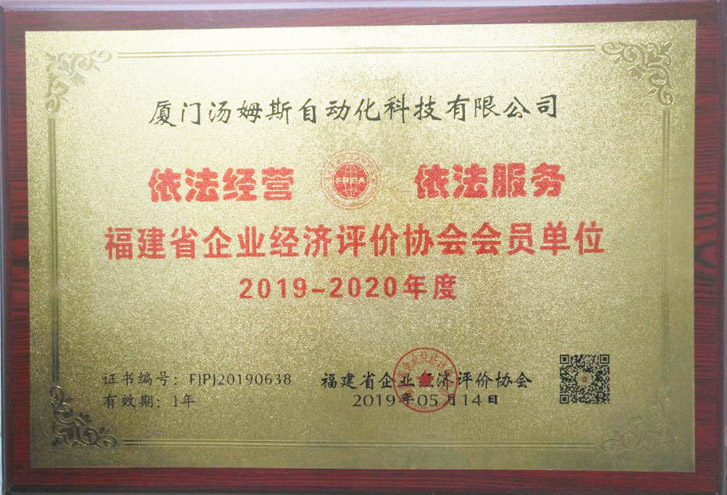 厦门汤姆斯自动化科技有限公司
依法经营 依法服务
福建省企业经济评价协会会员单位
2019-2020年度
证书编号：FJPJ20190638
有效期：1年
福建省企业经济评价协会
2019年05月14日